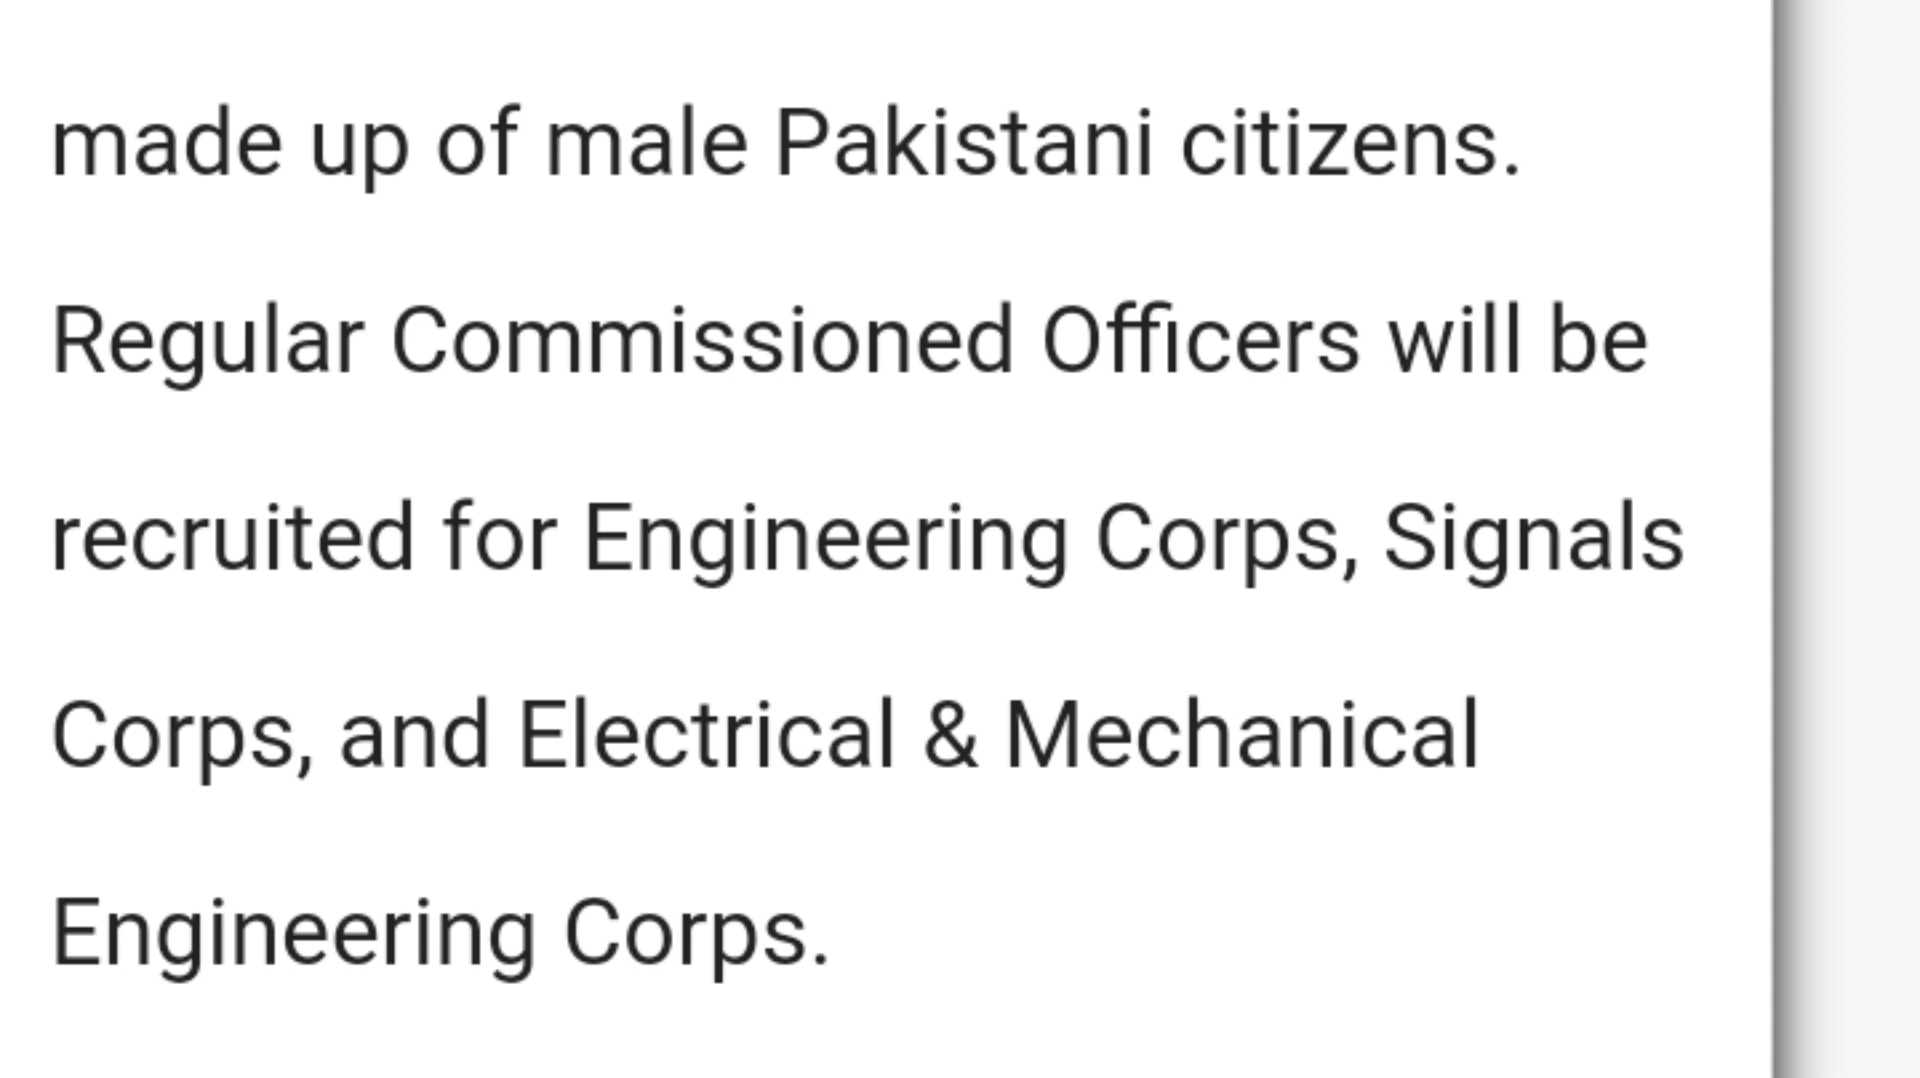 made up of male Pakistani citizens.
Regular Commissioned Officers will be
recruited for Engineering Corps, Signals
Corps, and Electrical & Mechanical
Engineering Corps.